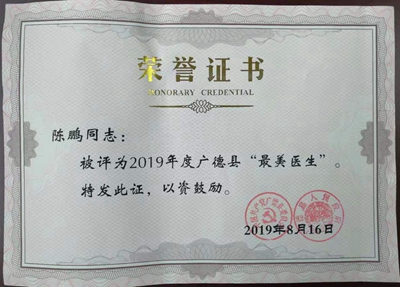 荣誉证书
HONORARY CREDENTIAL
陈鹏同志：
被评为2019年度广德县“最美医生”。
特发此证，以资鼓励。
2019年8月16日